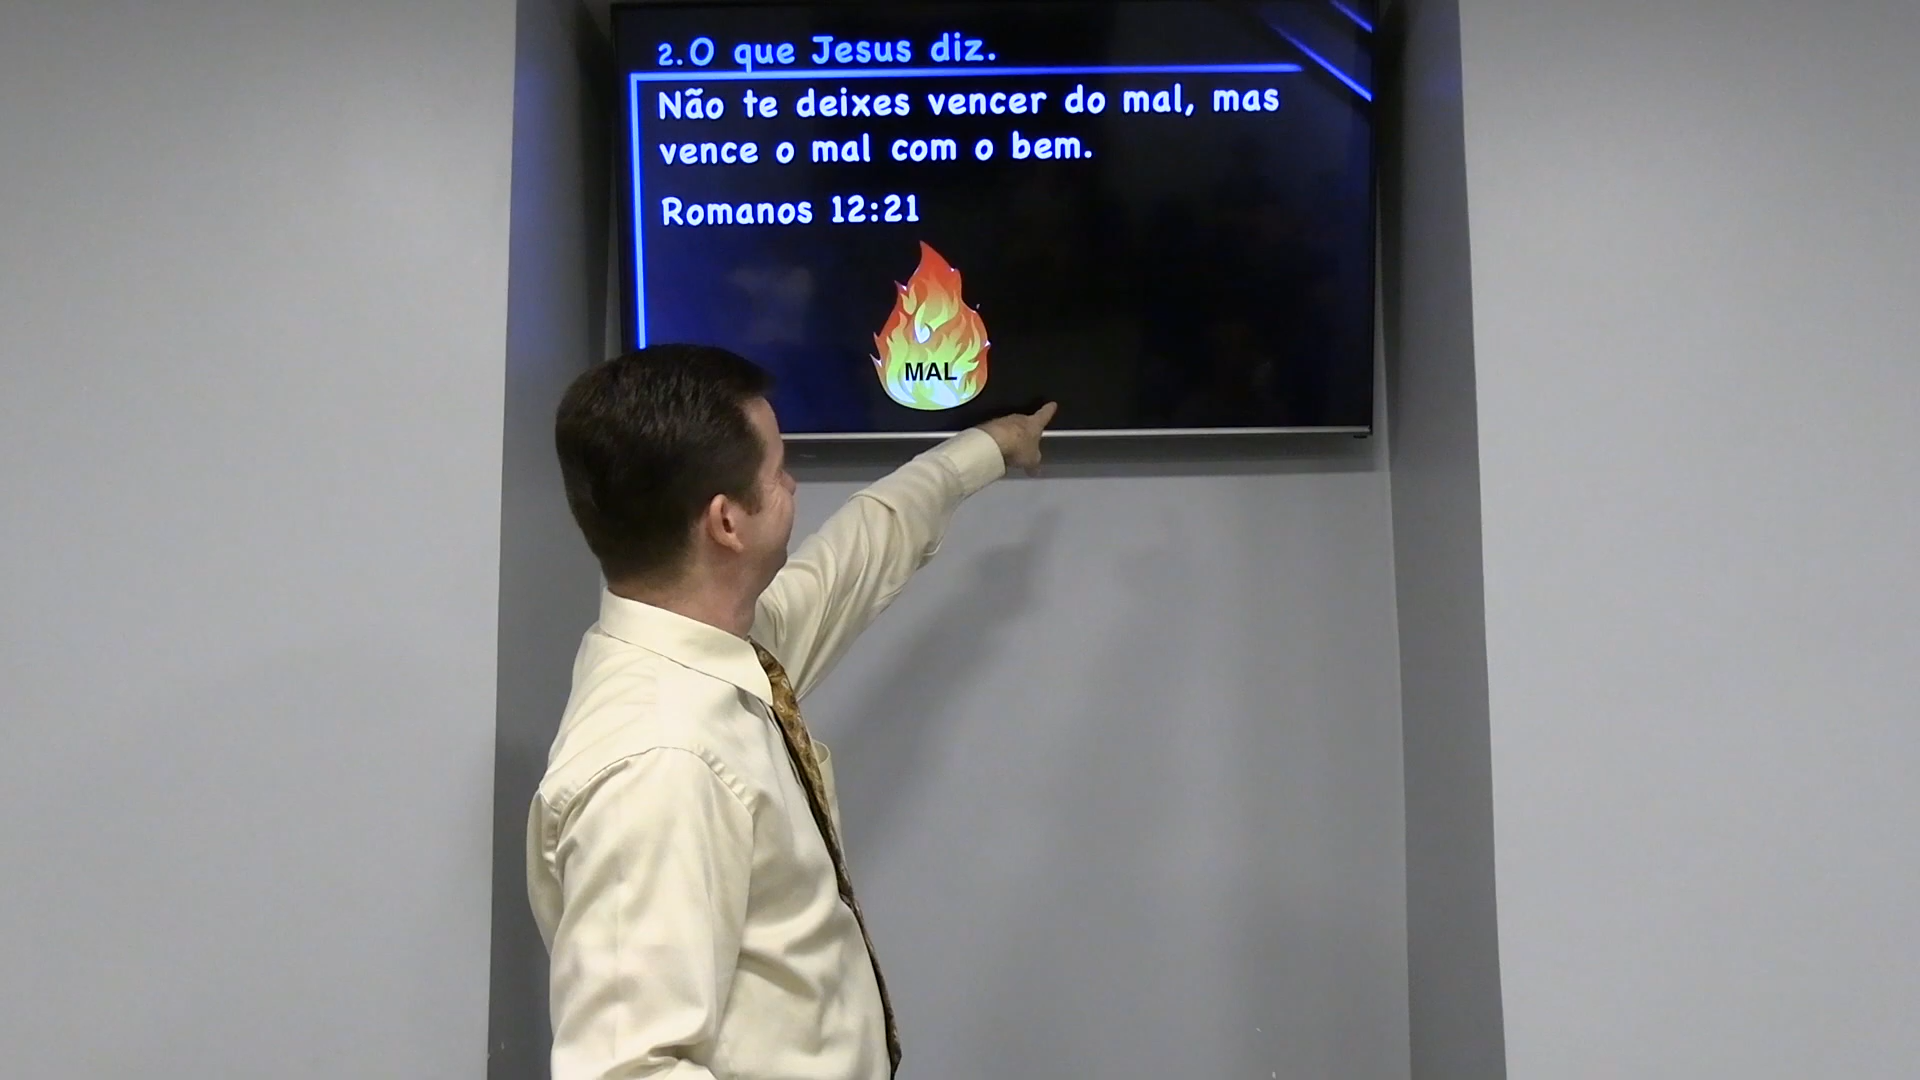 2. O que Jesus diz.
Não te deixes vencer do mal, mas
vence o mal com o bem.
Romanos 12:21
MAL